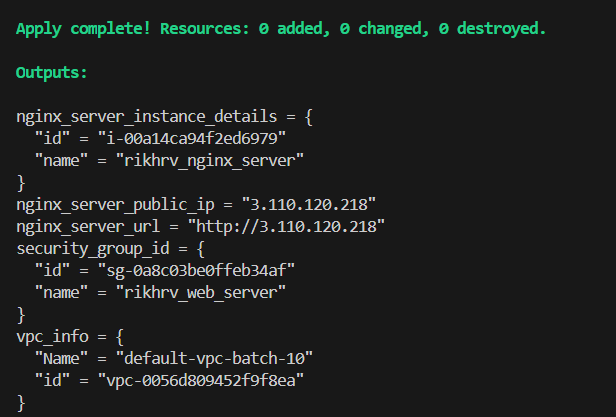 Apply complete! Resources: 0 added, 0 changed, 0 destroyed.
Outputs:
nginx_server_instance_details = {
  "id" = "i-00a14ca94f2ed6979"
  "name" = "rikhrv_nginx_server"
}
nginx_server_public_ip = "3.110.120.218"
nginx_server_url = "http://3.110.120.218"
security_group_id = {
  "id" = "sg-0a8c03be0ffeb34af"
  "name" = "rikhrv_web_server"
}
vpc_info = {
  "Name" = "default-vpc-batch-10"
  "id" = "vpc-0056d809452f9f8ea"
}